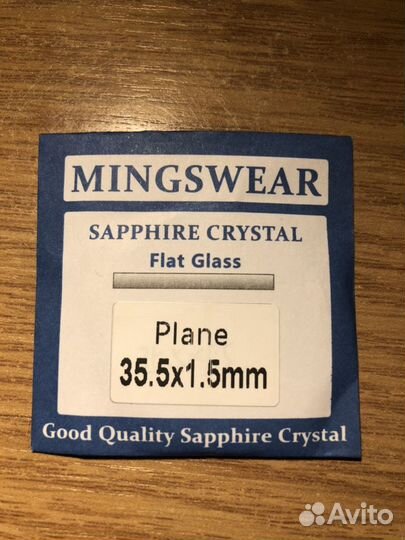 MINGSWEAR
SAPPHIRE CRYSTAL
Flat Glass
Plane
35.5x1.5mm
Good Quality Sapphire Crystal
Avito